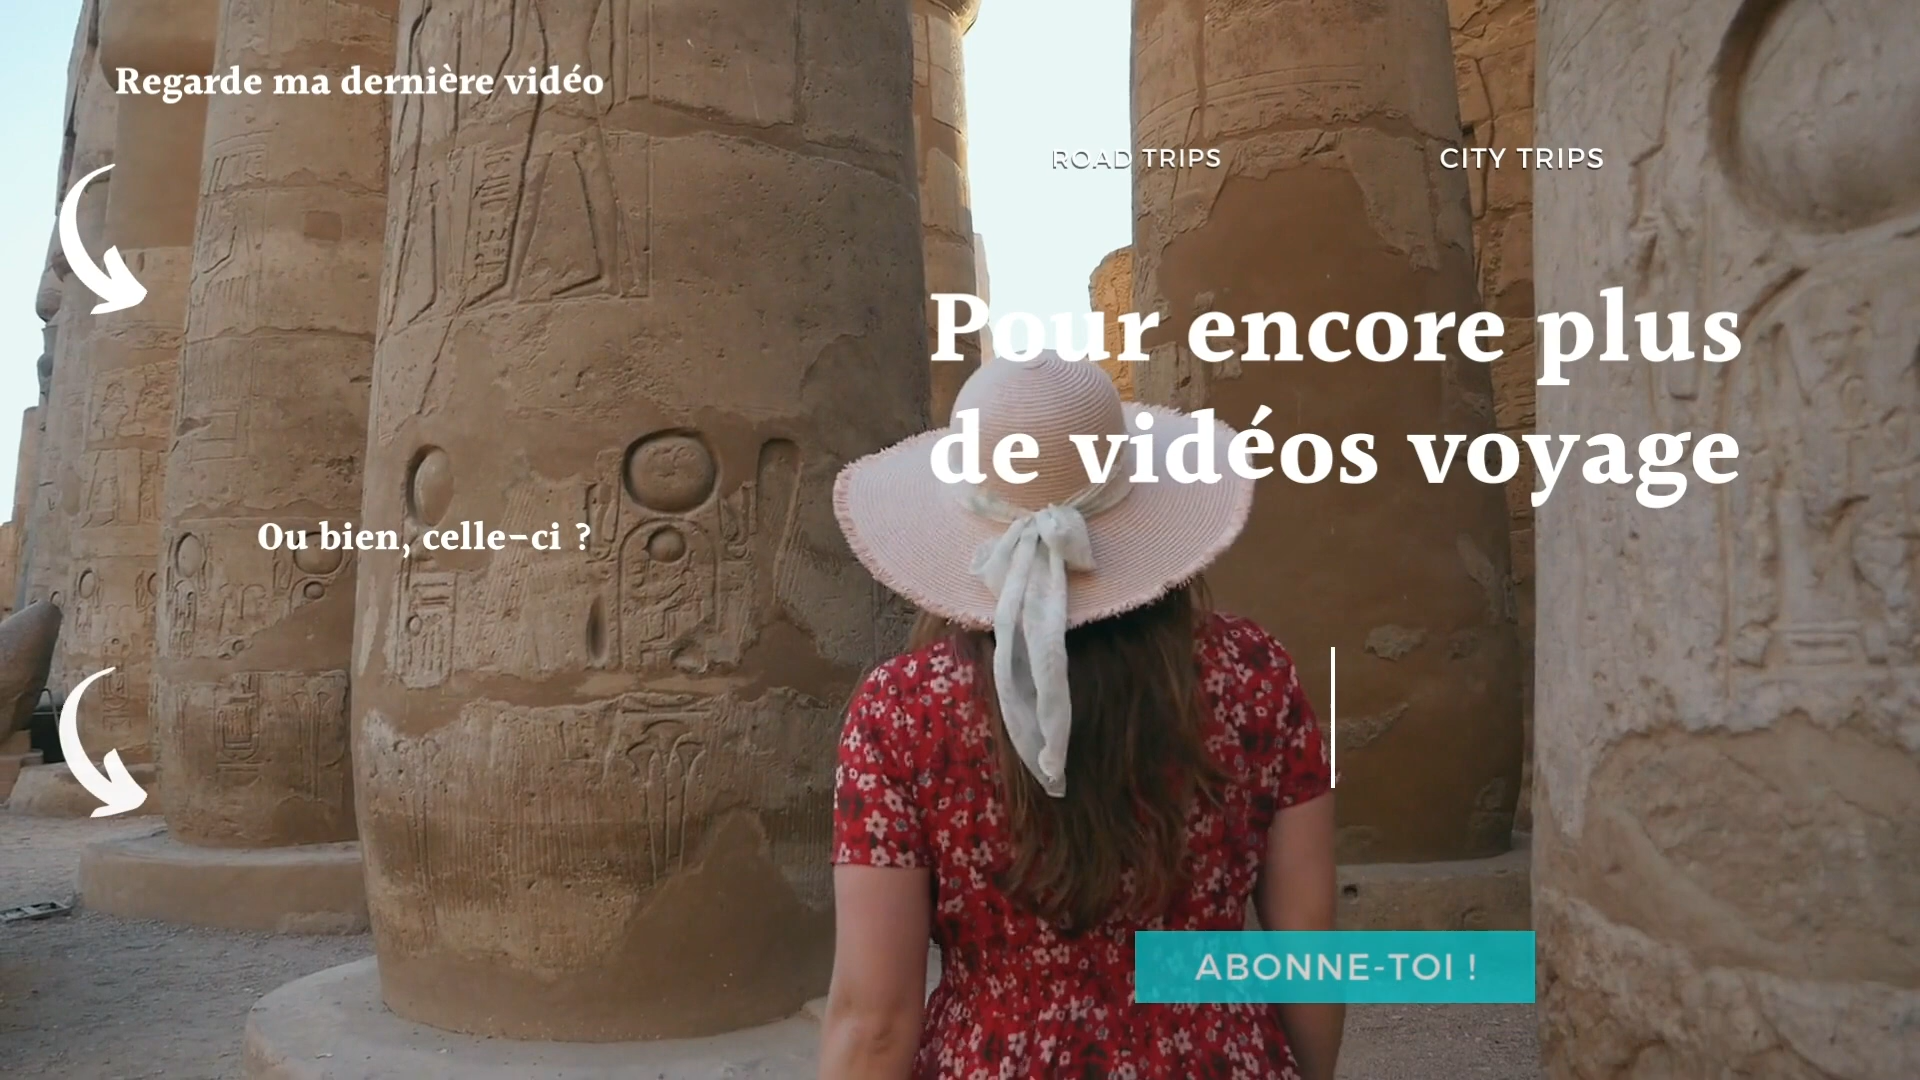 Regarde ma dernière vidéo
ROAD TRIPS
CITY TRIPS
Pour encore plus
de vidéos voyage
Ou bien, celle-ci ?
ABONNE-TOI !